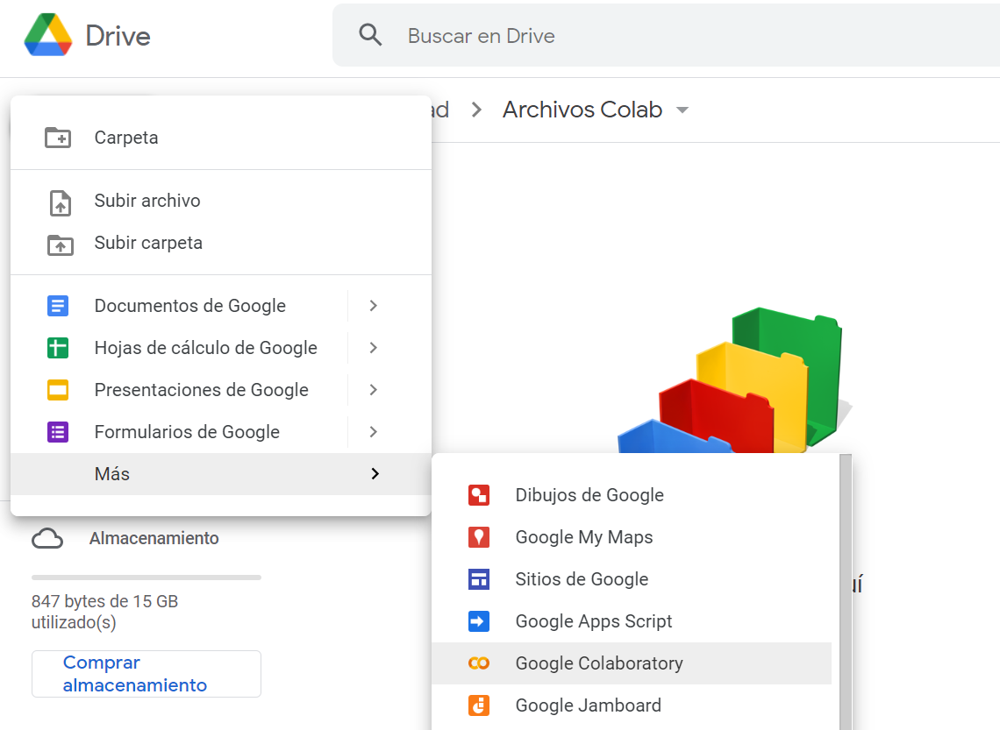 Drive
Buscar en Drive
Archivos Colab
Carpeta
Subir archivo
Subir carpeta
Documentos de Google
Hojas de cálculo de Google
Presentaciones de Google
Formularios de Google
Más
Dibujos de Google
Google My Maps
Sitios de Google
Google Apps Script
Google Colaboratory
Google Jamboard
Almacenamiento
847 bytes de 15 GB
utilizado(s)
Comprar
almacenamiento